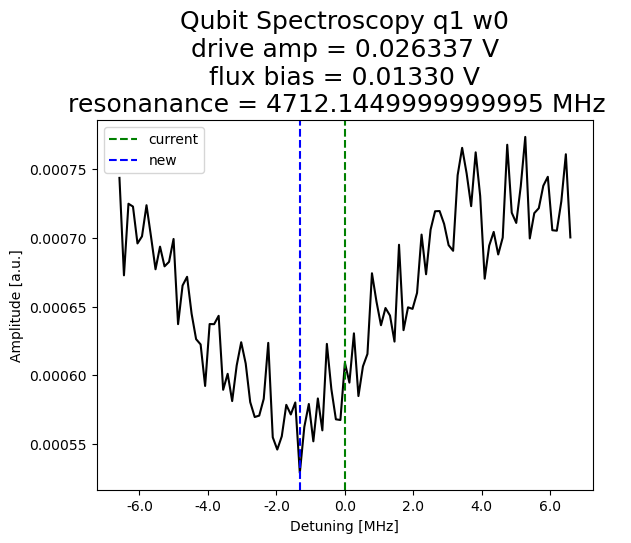 Qubit Spectroscopy q1 w0
drive amp = 0.026337 V
flux bias = 0.01330 V
resonanance = 4712.1449999999995 MHz
current
new
0.00075
0.00070
0.00065
0.00060
0.00055
Amplitude [a.u.]
-6.0 -4.0 -2.0 0.0 2.0 4.0 6.0
Detuning [MHz]